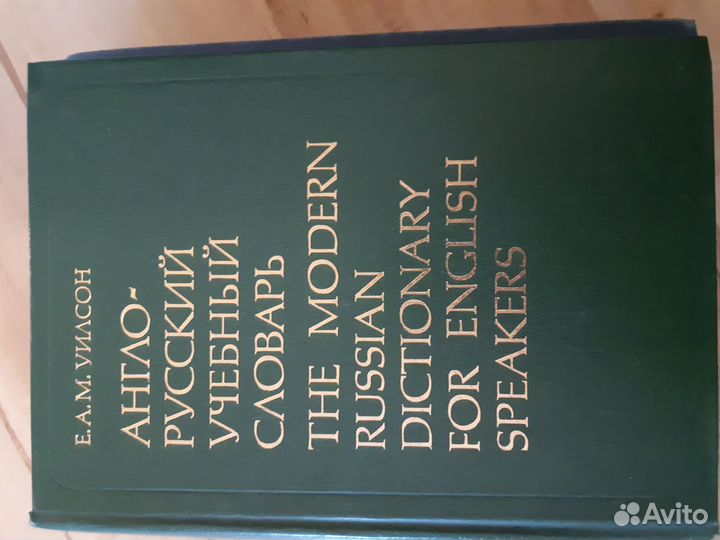 Е.А.М. УИЛСОН
АНГЛО-
РУССКИЙ
УЧЕБНЫЙ
СЛОВАРЬ
THE MODERN
RUSSIAN
DICTIONARY
FOR ENGLISH
SPEAKERS
Avito